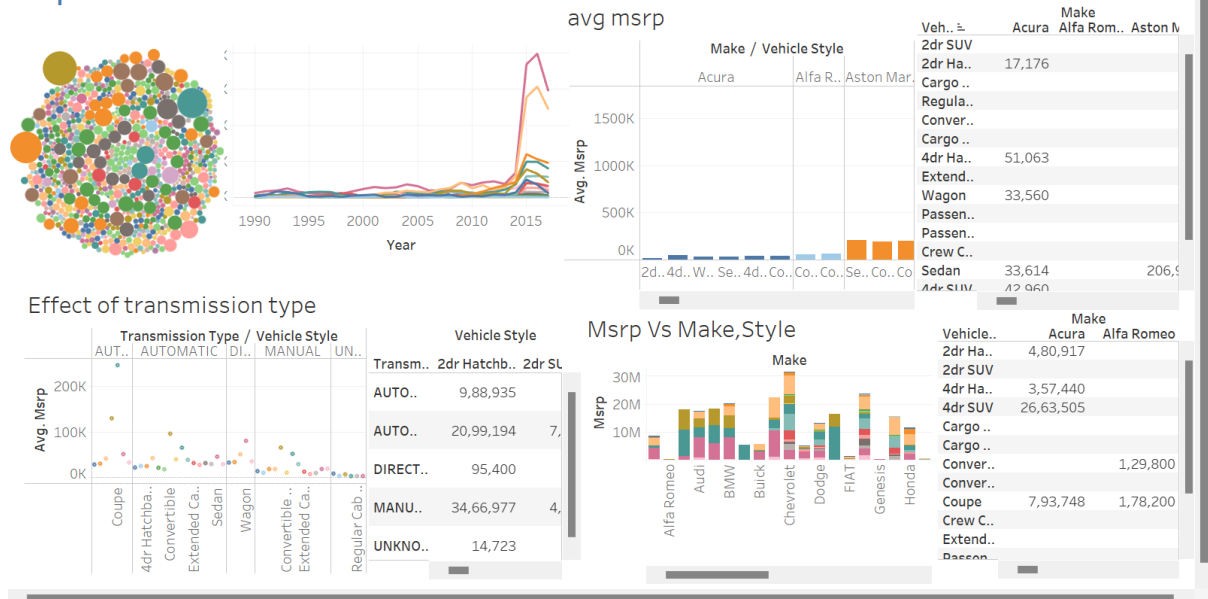 avg msrp
Make / Vehicle Style
Acura
Alfa R..
Aston Mar.
Avg. Msrp
1500K
1000K
500K
0K
2d.. 4d.. W.. Se.. 4d.. Co.. Co.. Co.. Se.. Co.. Co
1990 1995 2000 2005 2010 2015
Year
Make
Veh.. Acura Alfa Rom.. Aston M
2dr SUV
2dr Ha.. 17,176
Cargo ..
Regula..
Conver..
Cargo ..
4dr Ha.. 51,063
Extend..
Wagon 33,560
Passen..
Passen..
Crew C..
Sedan 33,614 206,9
4dr SUV 42,960
Effect of transmission type
Transmission Type / Vehicle Style
AUT.. AUTOMATIC DI.. MANUAL UN..
Avg. Msrp
200K
100K
0K
Coupe
4dr Hatchba..
Convertible
Extended Ca..
Sedan
Wagon
Convertible ..
Extended Ca..
Regular Cab ..
Vehicle Style
Transm.. 2dr Hatchb.. 2dr SU
AUTO.. 9,88,935
AUTO.. 20,99,194 7,
DIRECT.. 95,400
MANU.. 34,66,977 4,
UNKNO.. 14,723
Msrp Vs Make,Style
Make
Msrp
30M
20M
10M
Alfa Romeo
Audi
BMW
Buick
Chevrolet
Dodge
FIAT
Genesis
Honda
Make
Vehicle.. Acura Alfa Romeo
2dr Ha.. 4,80,917
2dr SUV
4dr Ha.. 3,57,440
4dr SUV 26,63,505
Cargo ..
Cargo ..
Conver.. 1,29,800
Conver..
Coupe 7,93,748 1,78,200
Crew C..
Extend..
Passen